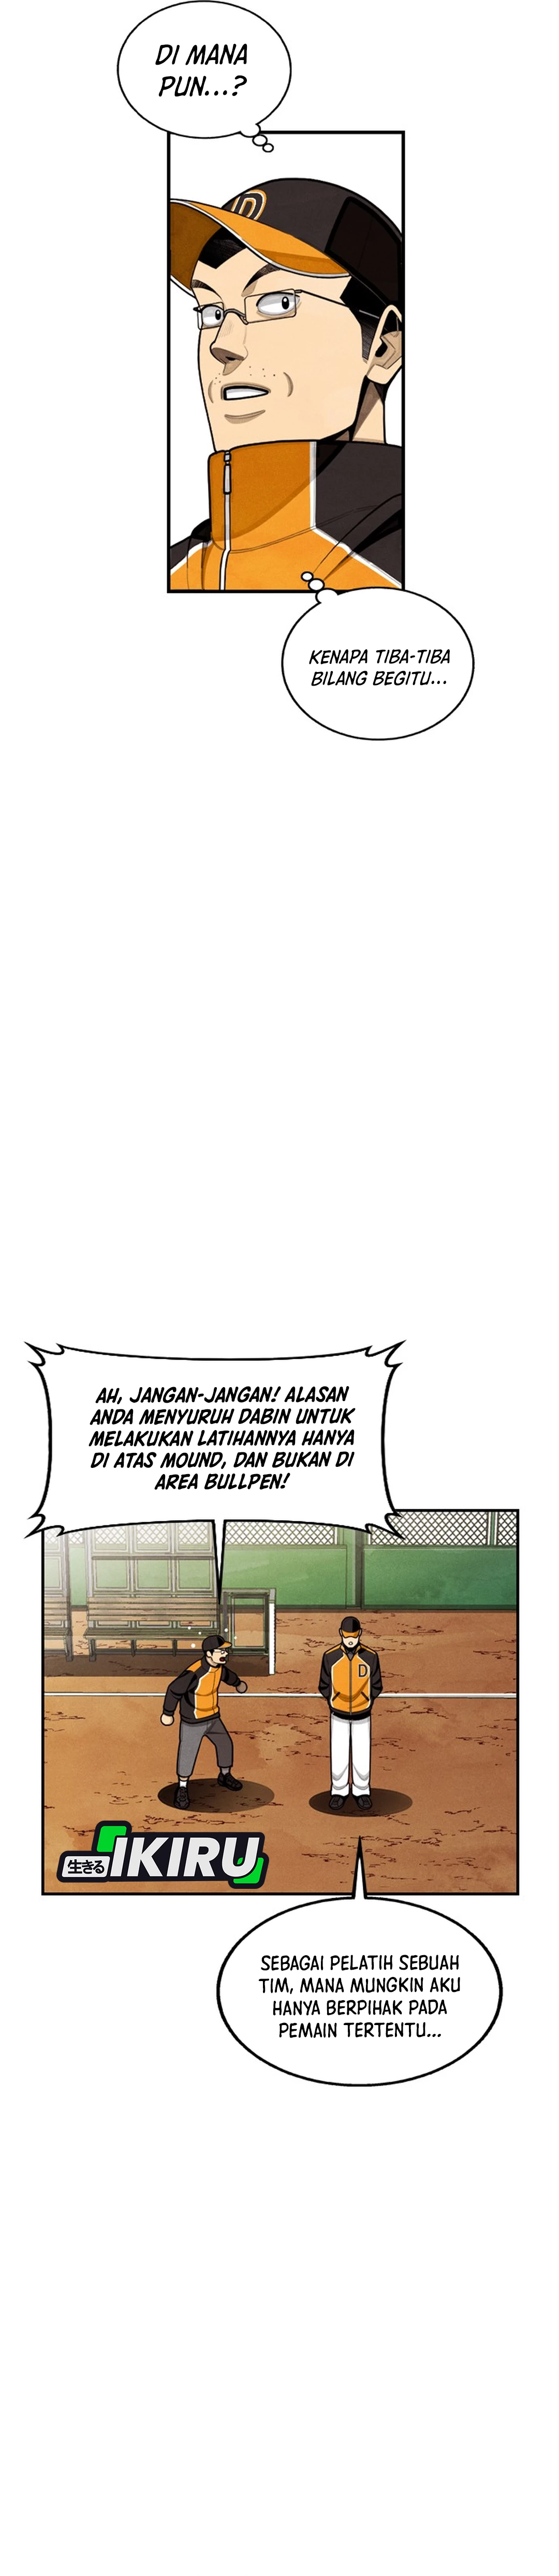 DI MANA
PUN...?
D
KENAPA TIBA-TIBA
BILANG BEGITU...
AH, JANGAN-JANGAN! ALASAN
ANDA MENYURUH DABIN UNTUK
MELAKUKAN LATIHANNYA HANYA
DI ATAS MOUND, DAN BUKAN DI
AREA BULLPEN!
D
生きる IKIRU
SEBAGAI PELATIH SEBUAH
TIM, MANA MUNGKIN AKU
HANYA BERPIHAK PADA
PEMAIN TERTENTU...